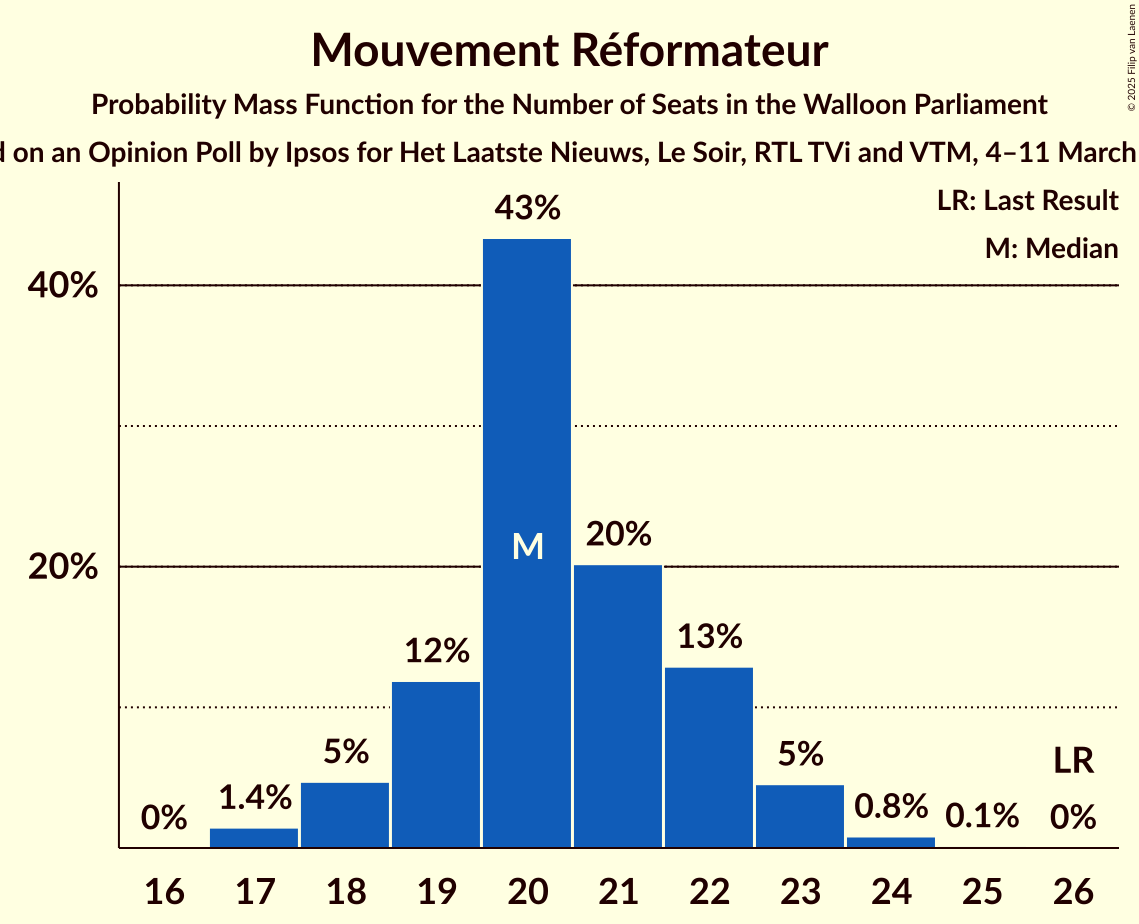 © 2025 Filip van Laenen
Mouvement Réformateur
Probability Mass Function for the Number of Seats in the Walloon Parliament
on an Opinion Poll by Ipsos for Het Laatste Nieuws, Le Soir, RTL TVi and VTM, 4–11 March
LR: Last Result
M: Median
43%
40%
20%
M
20%
13%
12%
5%
5%
LR
1.4%
0.8%
0.1%
0%
0%
16 17 18 19 20 21 22 23 24 25 26